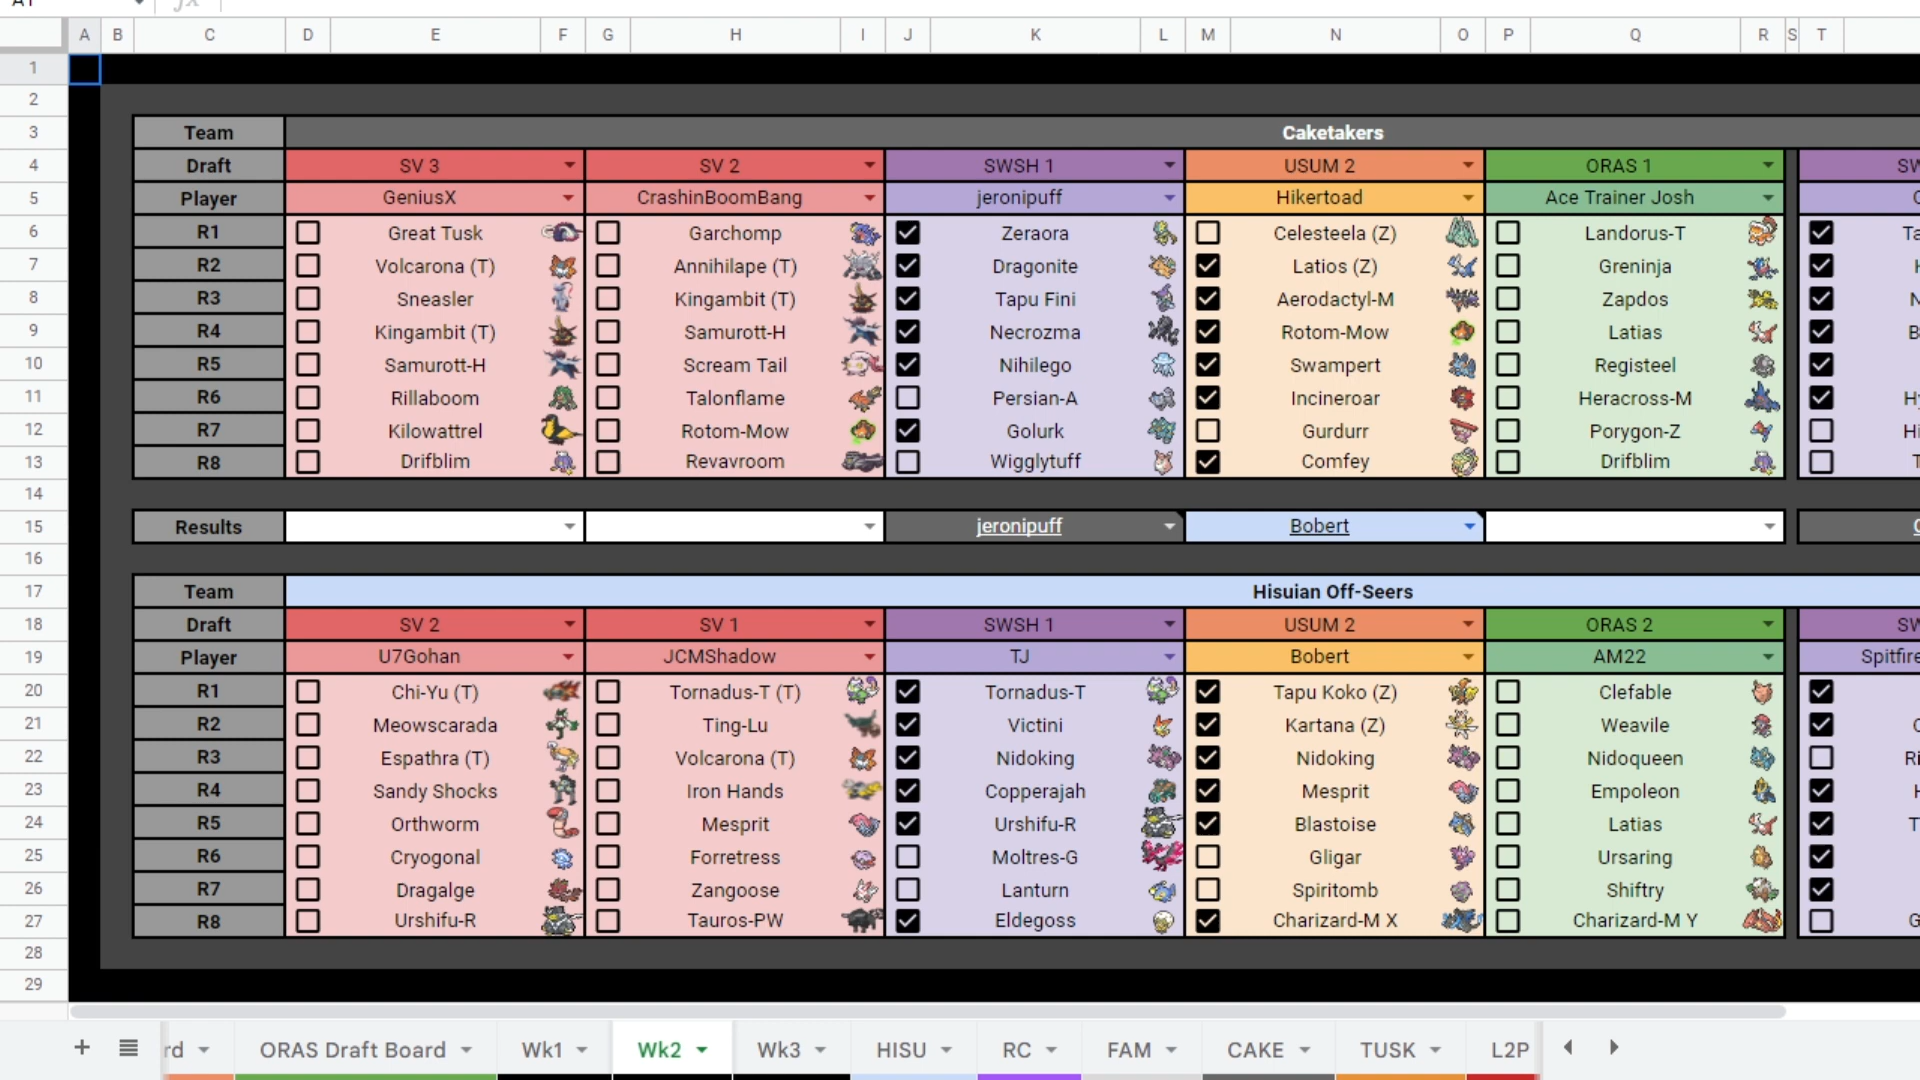 A B C D E F G H I J K L M N O P Q R S T
1
2
3 Team Caketakers
4 Draft SV 3 SV 2 SWSH 1 USUM 2 ORAS 1
5 Player GeniusX CrashinBoomBang jeronipuff Hikertoad Ace Trainer Josh
6 R1 Great Tusk Garchomp Zeraora Celesteela (Z) Landorus-T
7 R2 Volcarona (T) Annihilape (T) Dragonite Latios (Z) Greninja
8 R3 Sneasler Kingambit (T) Tapu Fini Aerodactyl-M Zapdos
9 R4 Kingambit (T) Samurott-H Necrozma Rotom-Mow Latias
10 R5 Samurott-H Scream Tail Nihilego Swampert Registeel
11 R6 Rillaboom Talonflame Persian-A Incineroar Heracross-M
12 R7 Kilowattrel Rotom-Mow Golurk Gurdurr Porygon-Z
13 R8 Drifblim Revavroom Wigglytuff Comfey Drifblim
14
15 Results jeronipuff Bobert
16
17 Team Hisuian Off-Seers
18 Draft SV 2 SV 1 SWSH 1 USUM 2 ORAS 2
19 Player U7Gohan JCMShadow TJ Bobert AM22 Spitfire
20 R1 Chi-Yu (T) Tornadus-T (T) Tornadus-T Tapu Koko (Z) Clefable
21 R2 Meowscarada Ting-Lu Victini Kartana (Z) Weavile
22 R3 Espathra (T) Volcarona (T) Nidoking Nidoking Nidoqueen
23 R4 Sandy Shocks Iron Hands Copperajah Mesprit Empoleon
24 R5 Orthworm Mesprit Urshifu-R Blastoise Latias
25 R6 Cryogonal Forretress Moltres-G Gligar Ursaring
26 R7 Dragalge Zangoose Lanturn Spiritomb Shiftry
27 R8 Urshifu-R Tauros-PW Eldegoss Charizard-M X Charizard-M Y
28
29
rd ORAS Draft Board Wk1 Wk2 Wk3 HISU RC FAM CAKE TUSK L2P